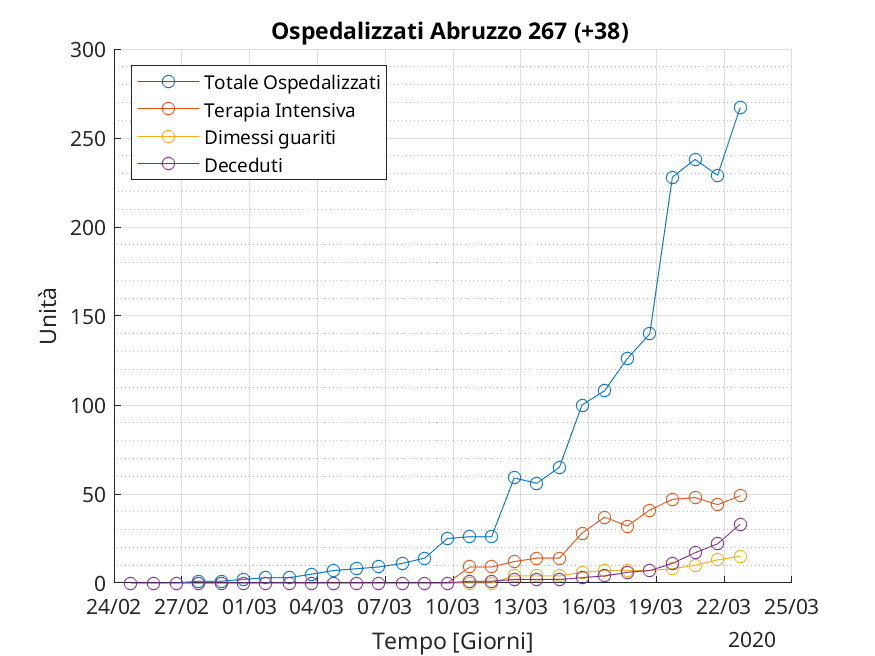 Ospedalizzati Abruzzo 267 (+38)
300
250
200
150
100
50
0
Unità
Totale Ospedalizzati
Terapia Intensiva
Dimessi guariti
Deceduti
24/02 27/02 01/03 04/03 07/03 10/03 13/03 16/03 19/03 22/03 25/03
Tempo [Giorni]
2020